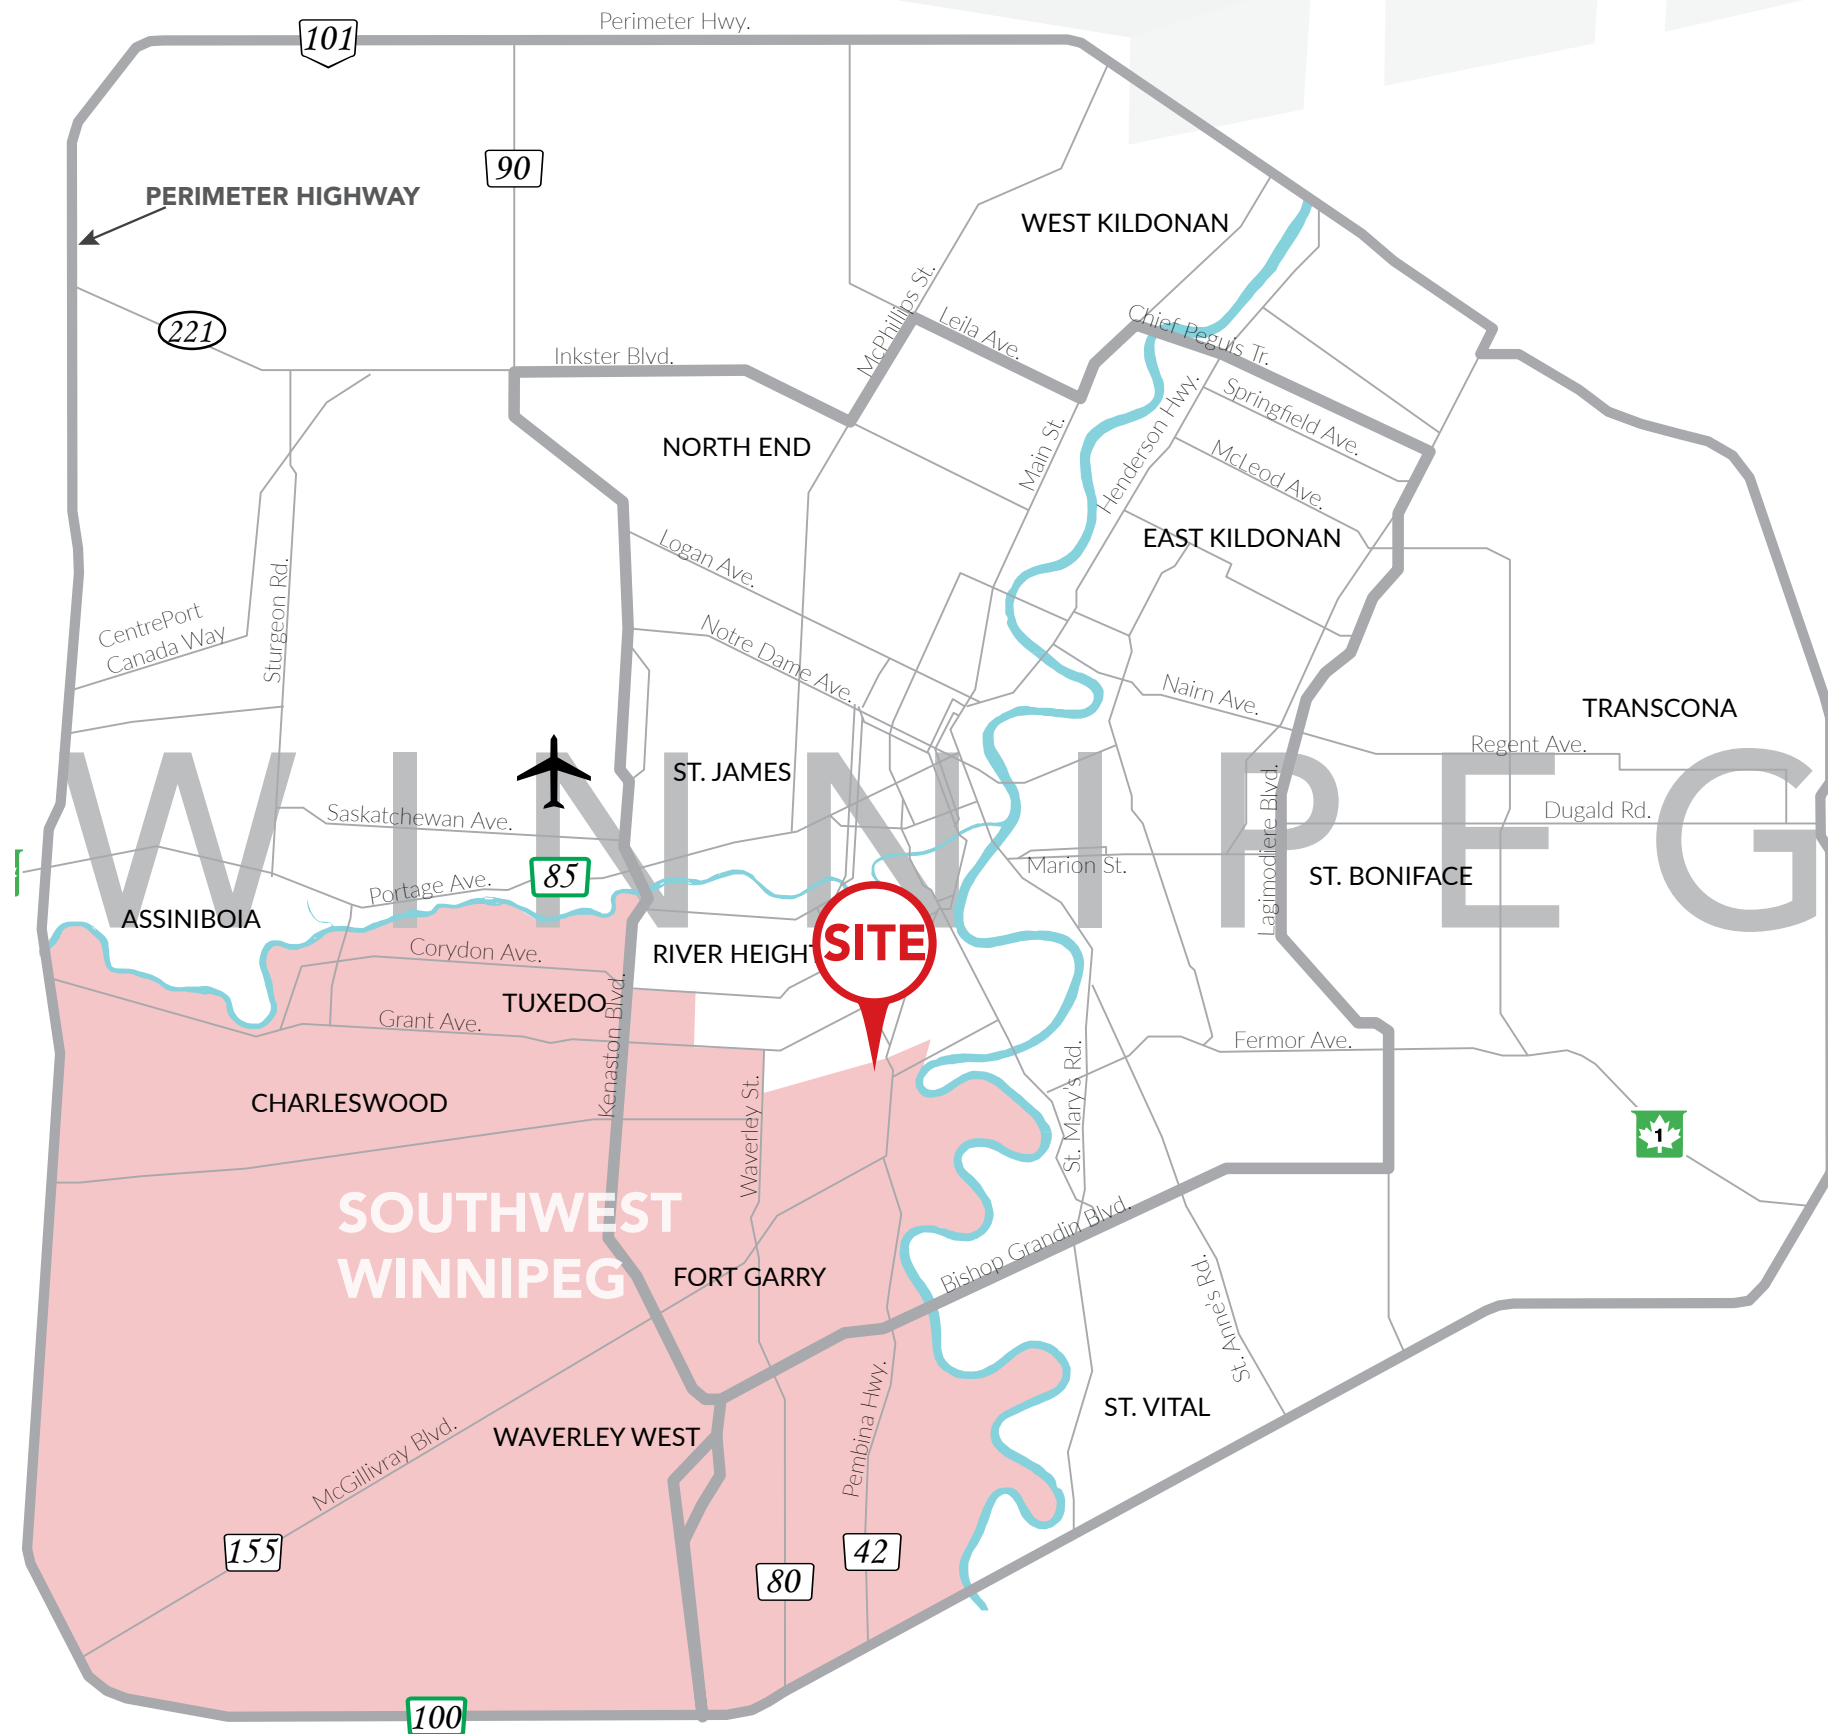 Perimeter Hwy.
101
90
PERIMETER HIGHWAY
WEST KILDONAN
221
McPhillips St.
Leila Ave.
Chief Peguis Tr.
Inkster Blvd.
Springfield Ave.
Henderson Hwy.
Main St.
NORTH END
McLeod Ave.
EAST KILDONAN
Logan Ave.
Sturgeon Rd.
CentrePort
Canada Way
Notre Dame Ave.
Nairn Ave.
TRANSCONA
Regent Ave.
WINNIPEG
ST. JAMES
Saskatchewan Ave.
Dugald Rd.
Lagimodiere Blvd.
Marion St.
85
ST. BONIFACE
Portage Ave.
ASSINIBOIA
Corydon Ave.
RIVER HEIGHT
SITE
TUXEDO
Grant Ave.
Kenaston Blvd.
Fermor Ave.
CHARLESWOOD
Waverley St.
St. Mary's Rd.
1
SOUTHWEST
WINNIPEG
Bishop Grandin Blvd.
FORT GARRY
St. Anne's Rd.
ST. VITAL
Pembina Hwy.
WAVERLEY WEST
McGillivray Blvd.
155
42
80
100